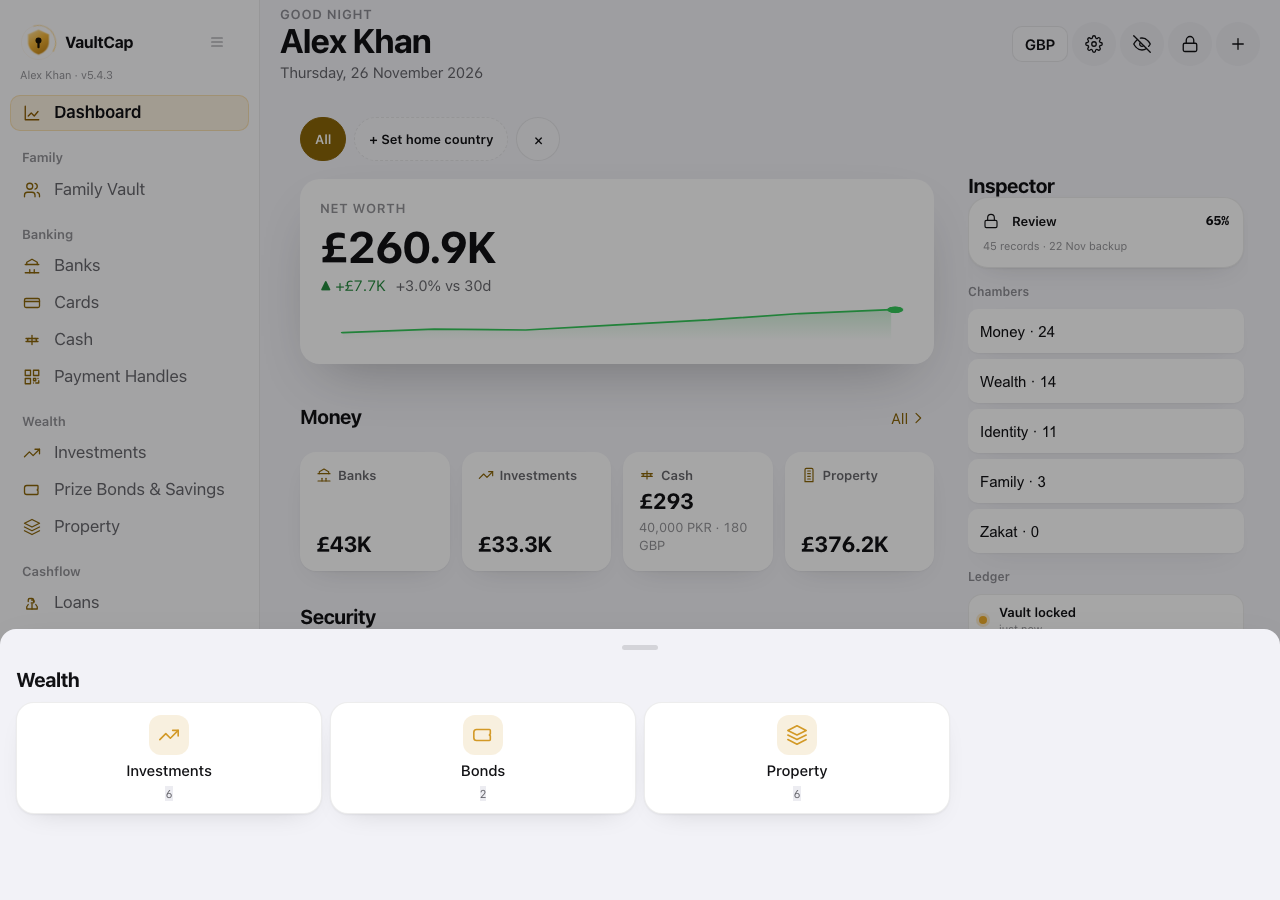 VaultCap
Alex Khan · v5.4.3
Dashboard
Family
Family Vault
Banking
Banks
Cards
Cash
Payment Handles
Wealth
Investments
Prize Bonds & Savings
Property
Cashflow
Loans
GOOD NIGHT
Alex Khan
Thursday, 26 November 2026
GBP
All
+ Set home country
×
NET WORTH
£260.9K
▲ +£7.7K +3.0% vs 30d
Money
All
Banks
£43K
Investments
£33.3K
Cash
£293
40,000 PKR · 180
GBP
Property
£376.2K
Security
Inspector
Review
65%
45 records · 22 Nov backup
Chambers
Money · 24
Wealth · 14
Identity · 11
Family · 3
Zakat · 0
Ledger
Vault locked
just now
Wealth
Investments
6
Bonds
2
Property
6